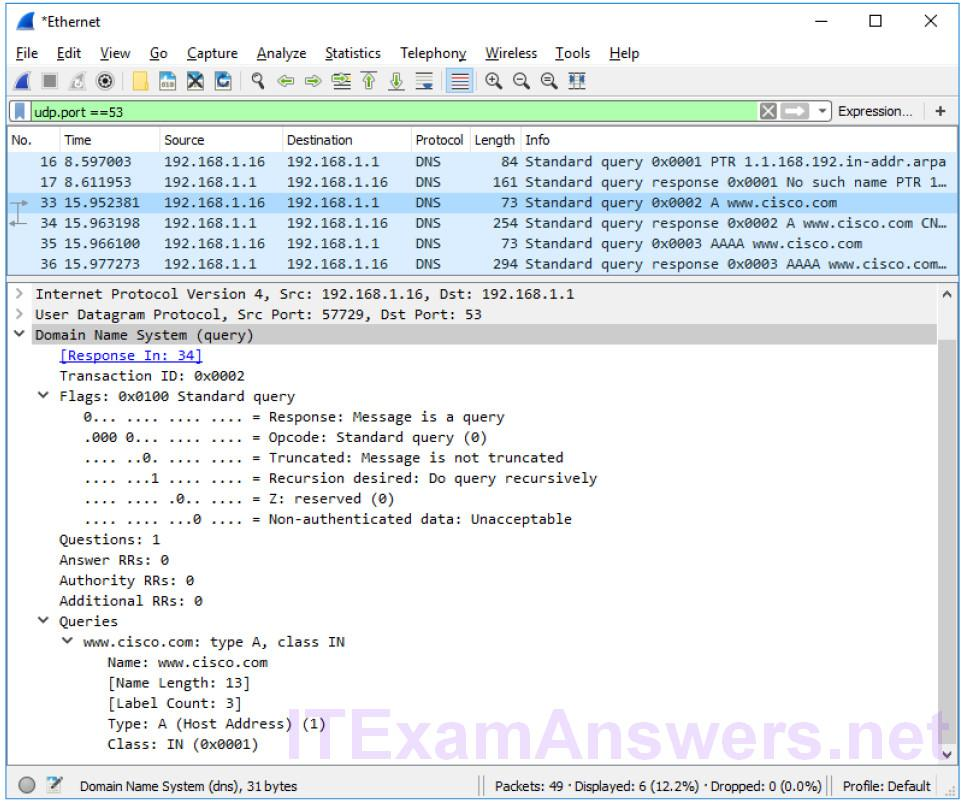 *Ethernet
File Edit View Go Capture Analyze Statistics Telephony Wireless Tools Help
udp.port ==53 Expression... +
No. Time Source Destination Protocol Length Info
16 8.597003 192.168.1.16 192.168.1.1 DNS 84 Standard query 0x0001 PTR 1.1.168.192.in-addr.arpa
17 8.611953 192.168.1.1 192.168.1.16 DNS 161 Standard query response 0x0001 No such name PTR 1...
33 15.952381 192.168.1.16 192.168.1.1 DNS 73 Standard query 0x0002 A www.cisco.com
34 15.963198 192.168.1.1 192.168.1.16 DNS 254 Standard query response 0x0002 A www.cisco.com CN...
35 15.966100 192.168.1.16 192.168.1.1 DNS 73 Standard query 0x0003 AAAA www.cisco.com
36 15.977273 192.168.1.1 192.168.1.16 DNS 294 Standard query response 0x0003 AAAA www.cisco.com...
Internet Protocol Version 4, Src: 192.168.1.16, Dst: 192.168.1.1
User Datagram Protocol, Src Port: 57729, Dst Port: 53
Domain Name System (query)
[Response In: 34]
Transaction ID: 0x0002
Flags: 0x0100 Standard query
0... .... .... .... = Response: Message is a query
.000 0... .... .... = Opcode: Standard query (0)
.... ..0. .... .... = Truncated: Message is not truncated
.... ...1 .... .... = Recursion desired: Do query recursively
.... .... .0.. .... = Z: reserved (0)
.... .... ...0 .... = Non-authenticated data: Unacceptable
Questions: 1
Answer RRs: 0
Authority RRs: 0
Additional RRs: 0
Queries
www.cisco.com: type A, class IN
Name: www.cisco.com
[Name Length: 13]
[Label Count: 3]
Type: A (Host Address) (1)
Class: IN (0x0001)
ITExamAnswers.net
Domain Name System (dns), 31 bytes Packets: 49 · Displayed: 6 (12.2%) · Dropped: 0 (0.0%) Profile: Default